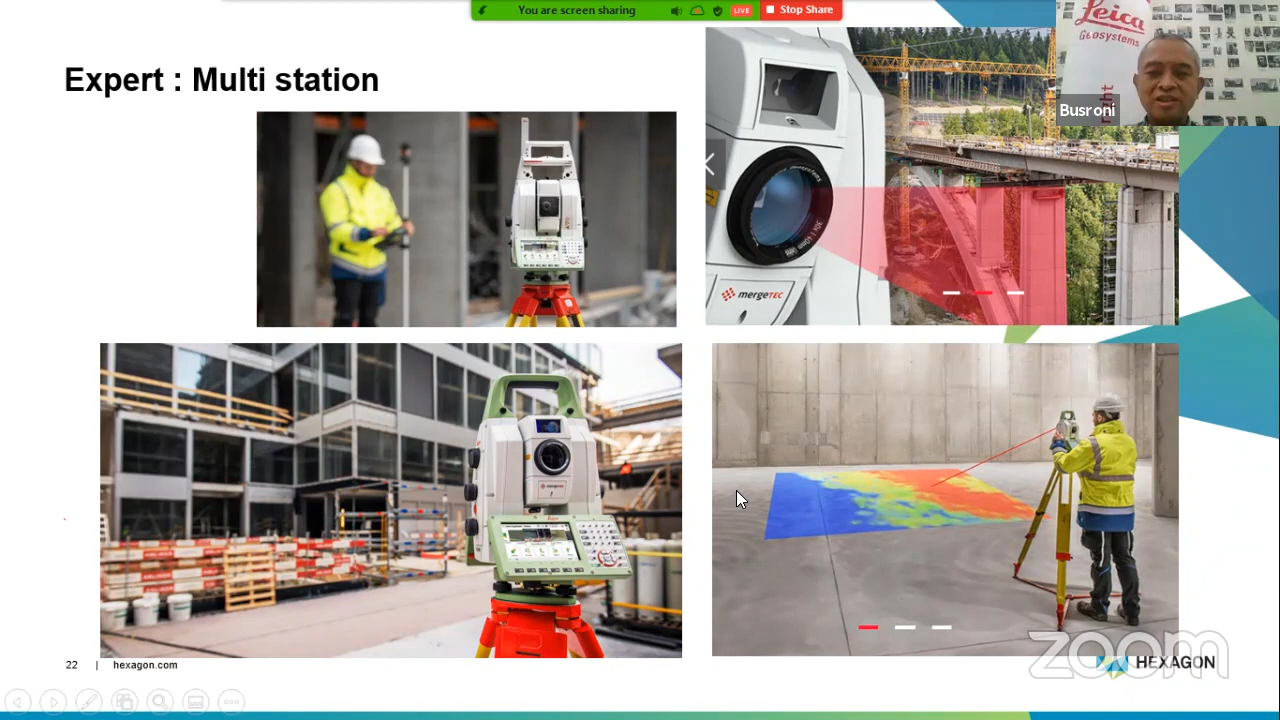 You are screen sharing
LIVE
Stop Share
Leica
Geosystems
Busroni
Expert : Multi station
mergeTEC
22 | hexagon.com
HEXAGON
zoom